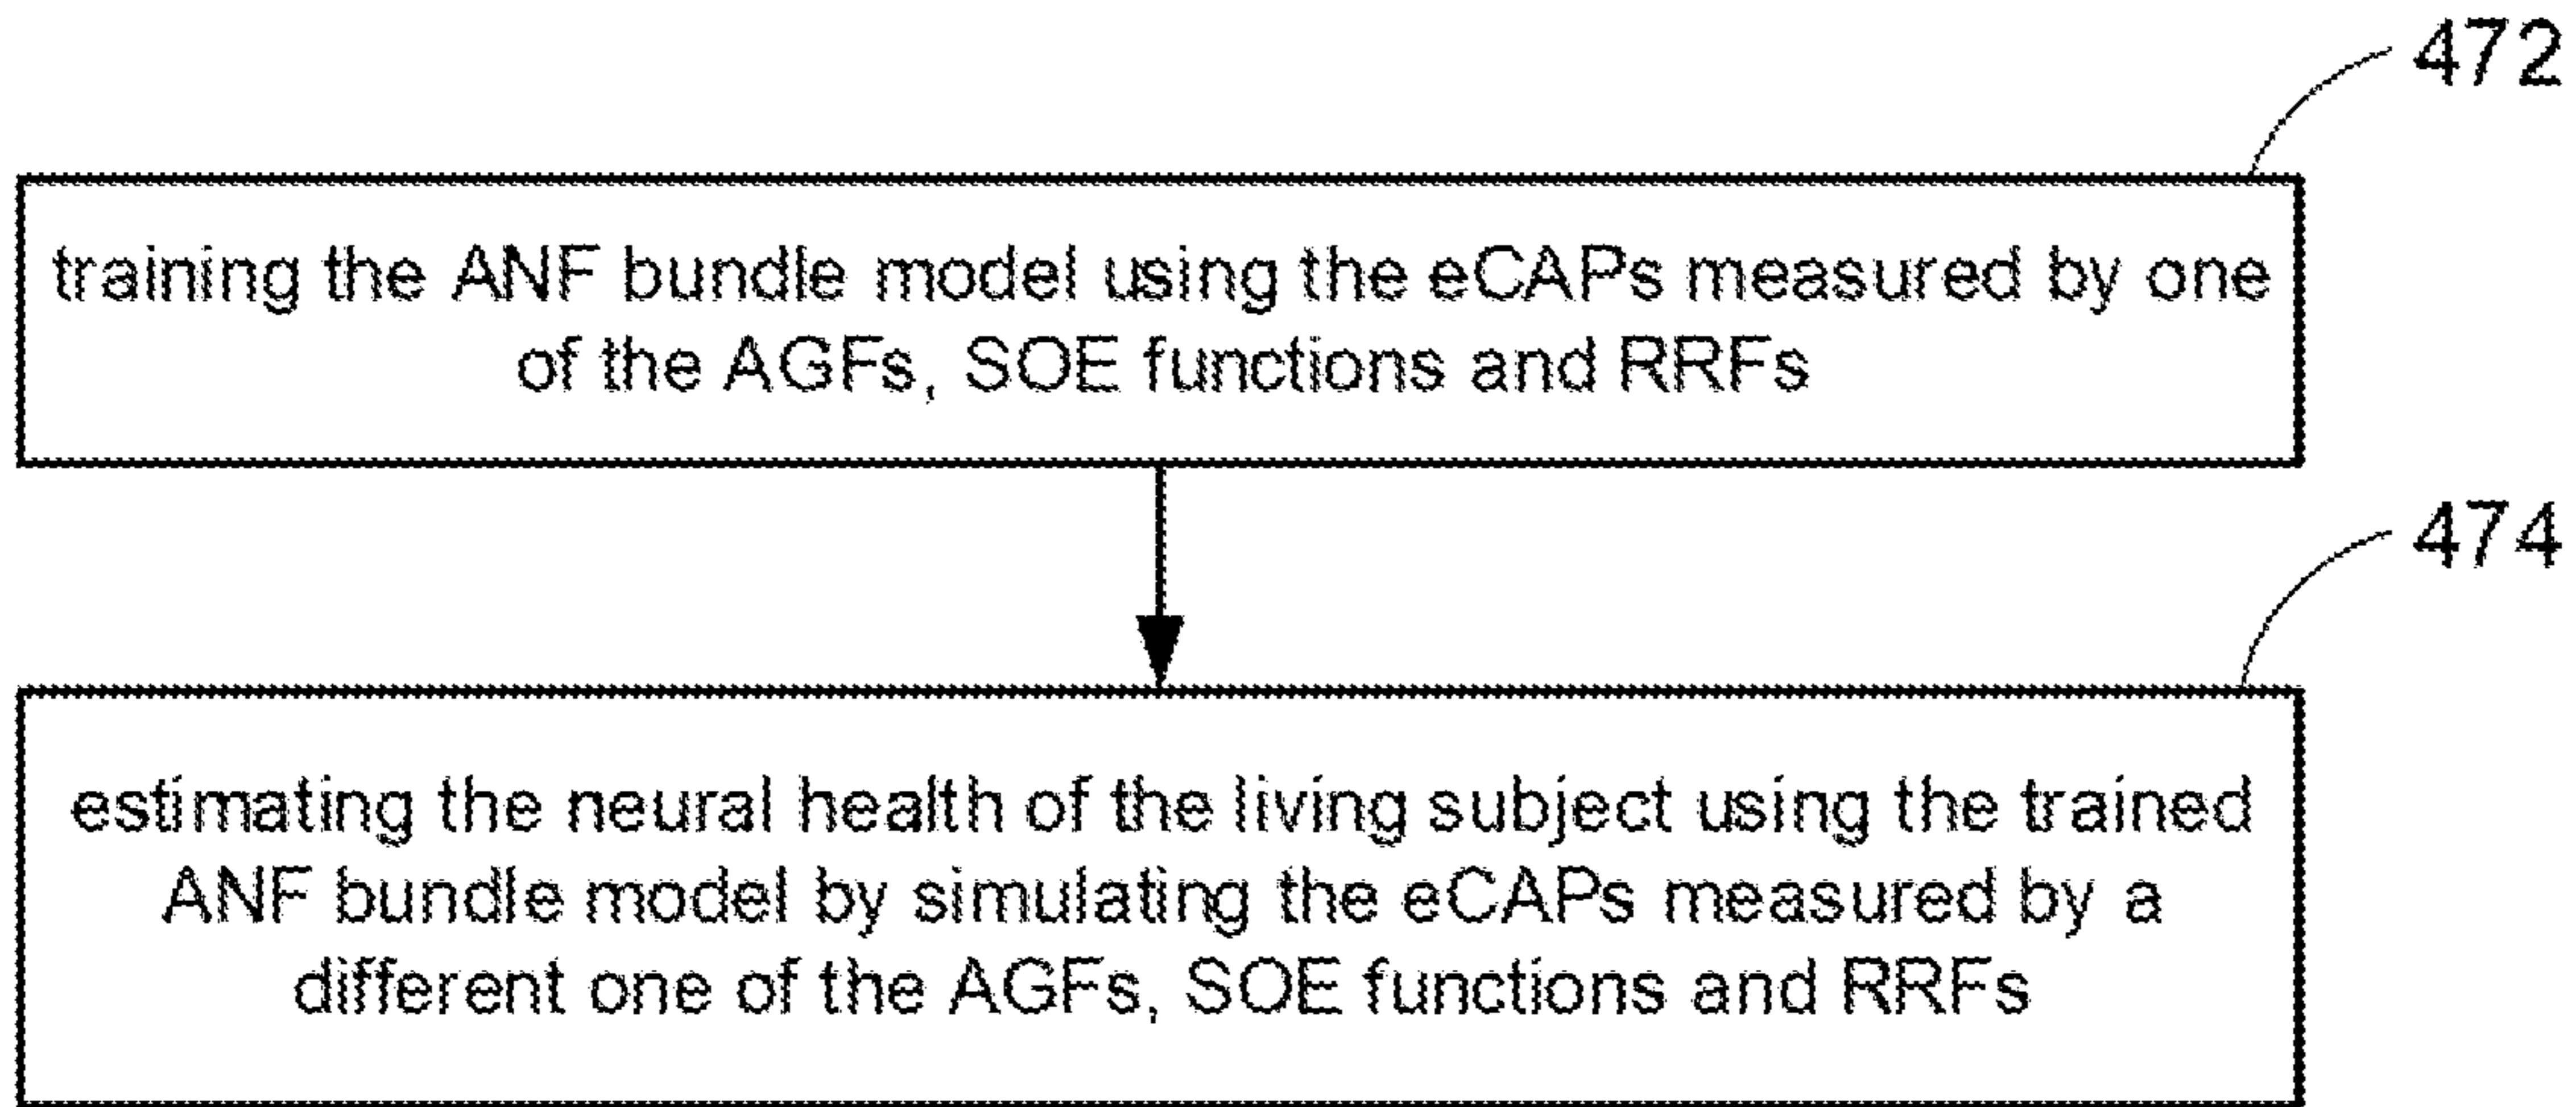 472
training the ANF bundle model using the eCAPs measured by one
of the AGFs, SOE functions and RRFs
474
estimating the neural health of the living subject using the trained
ANF bundle model by simulating the eCAPs measured by a
different one of the AGFs, SOE functions and RRFs